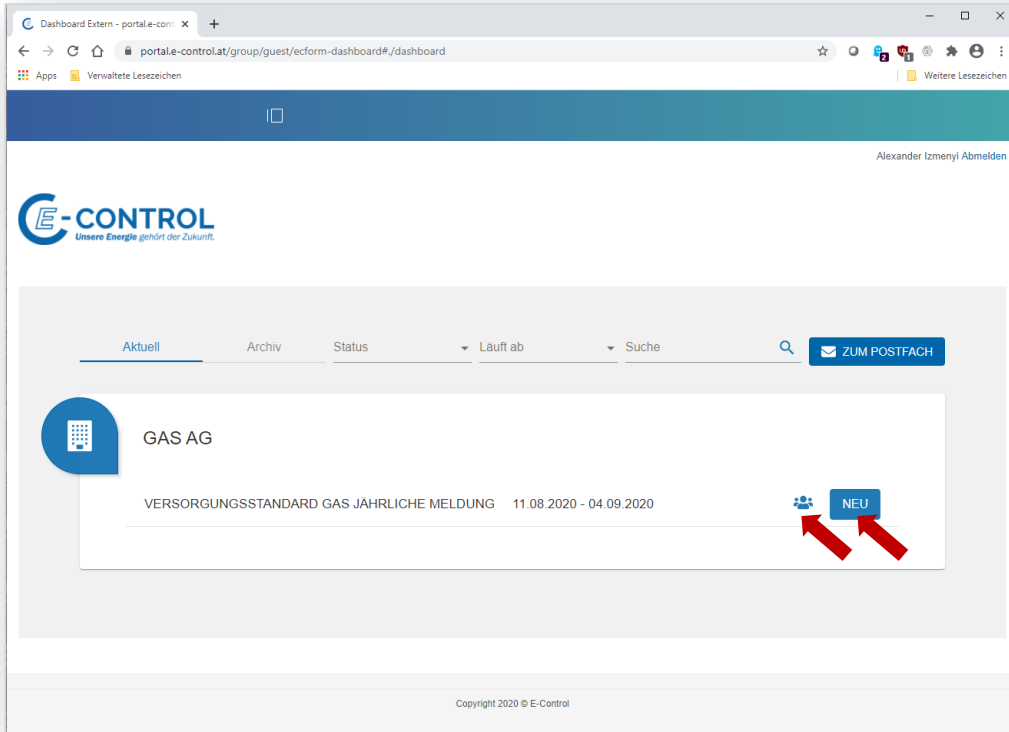 Dashboard Extern - portal.e-cont
portal.e-control.at/group/guest/ecform-dashboard#./dashboard
2
1
Apps Verwaltete Lesezeichen Weitere Lesezeichen
Alexander Izmenyi Abmelden
E-CONTROL
Unsere Energie gehört der Zukunft.
Aktuell Archiv Status Läuft ab Suche ZUM POSTFACH
GAS AG
VERSORGUNGSSTANDARD GAS JÄHRLICHE MELDUNG 11.08.2020 - 04.09.2020 NEU
Copyright 2020 © E-Control